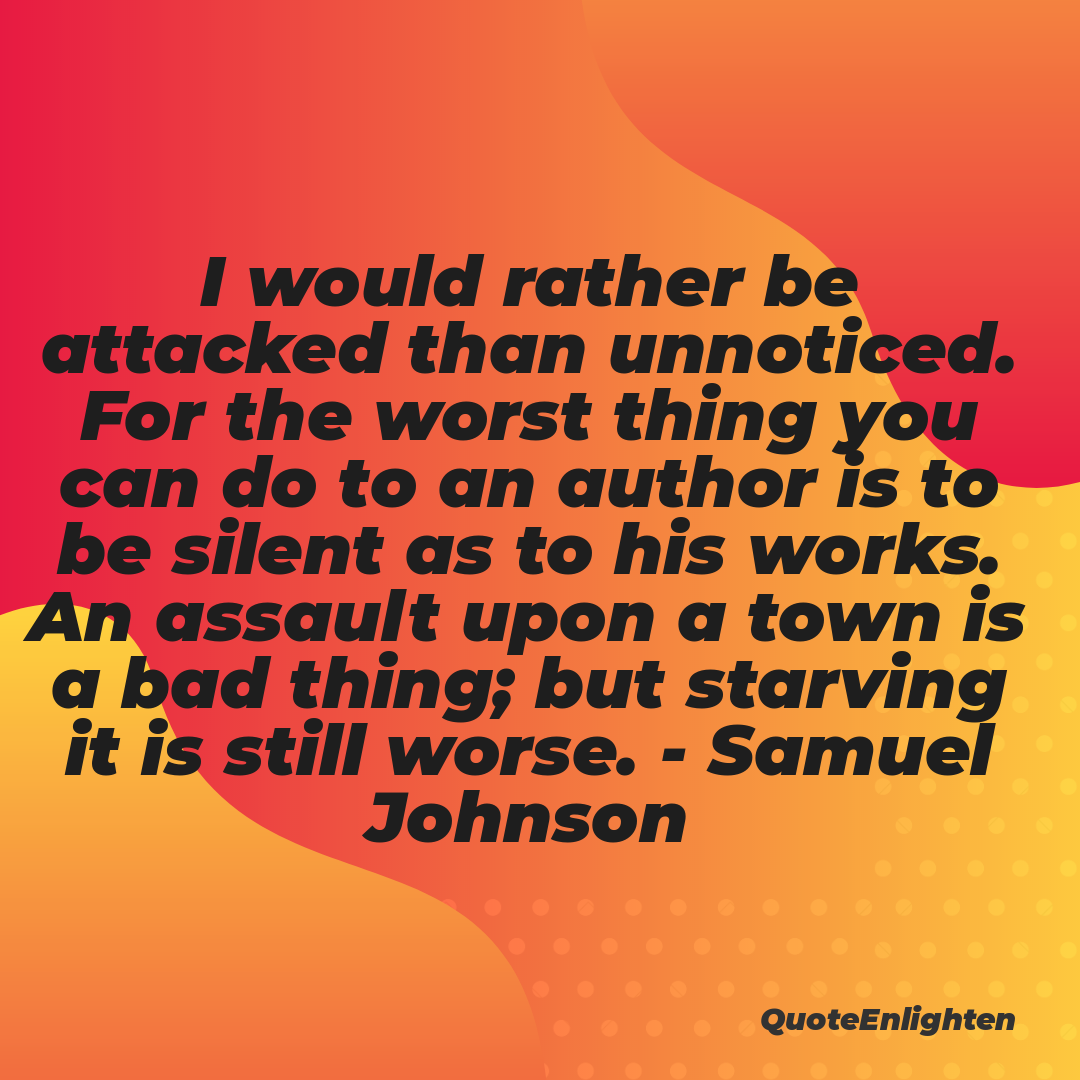 I would rather be
attacked than unnoticed.
For the worst thing you
can do to an author is to
be silent as to his works.
An assault upon a town is
a bad thing; but starving
it is still worse. - Samuel
Johnson
QuoteEnlighten